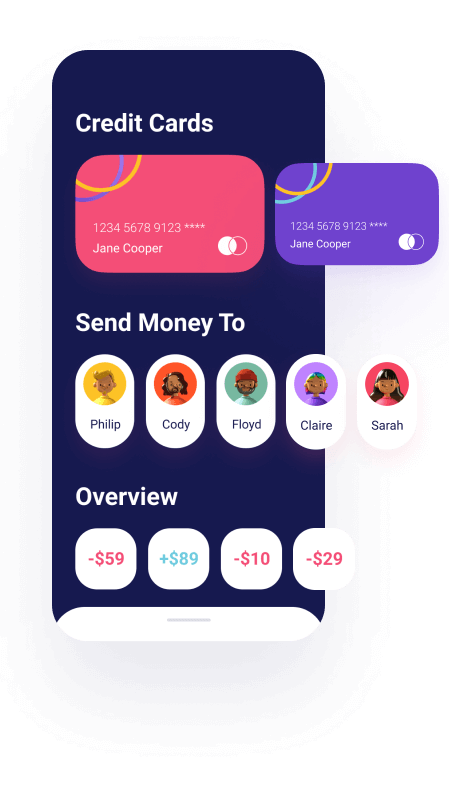 Credit Cards
1234 5678 9123 ****
Jane Cooper
1234 5678 9123 ****
Jane Cooper
Send Money To
Philip
Cody
Floyd
Claire
Sarah
Overview
-$59
+$89
-$10
-$29